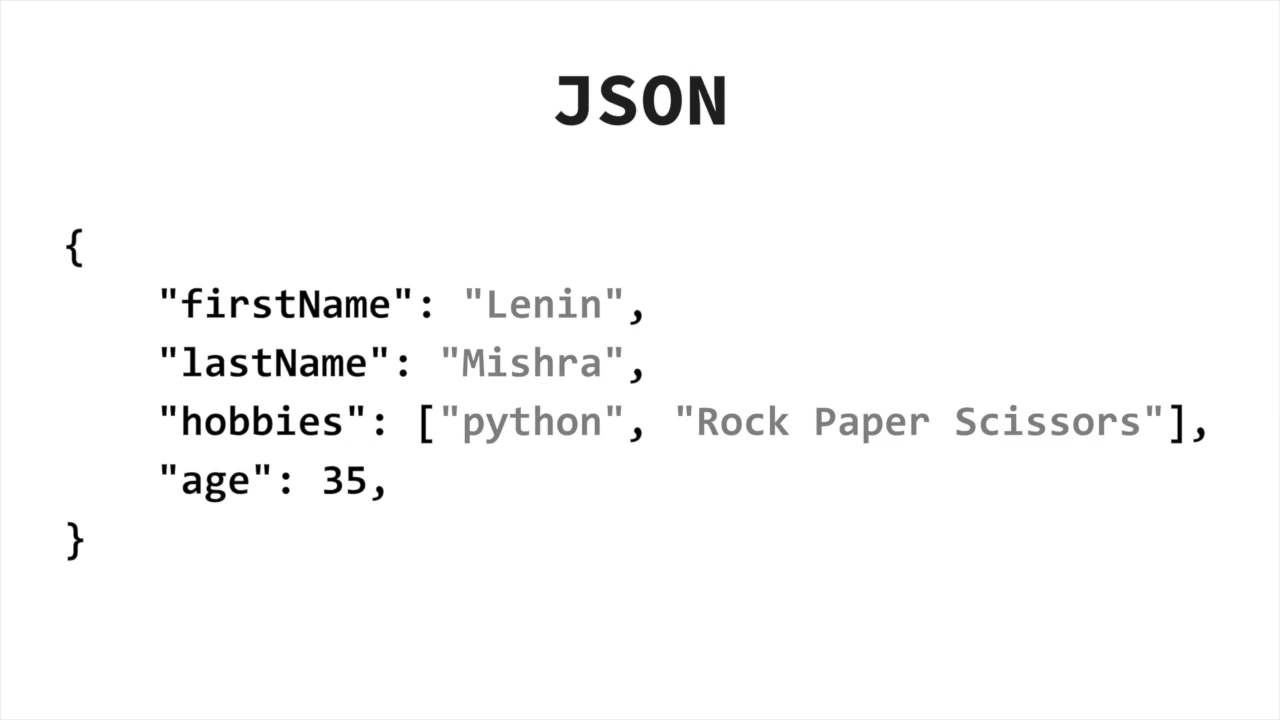 JSON
{
"firstName": "Lenin",
"lastName": "Mishra",
"hobbies": ["python", "Rock Paper Scissors"],
"age": 35,
}